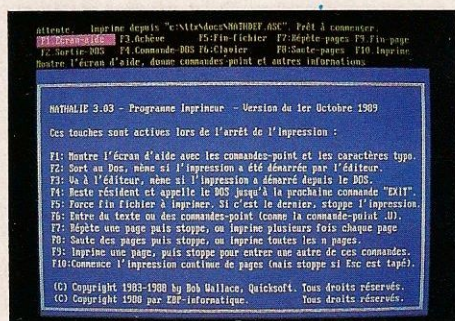 Attente. Imprime depuis "c:\ltr\docs\NATHDEF.ASC". Prêt à commencer.
F1:Ecran-aide F3.Achève F5:Fin-fichier F7:Répète-pages F9.Fin-page
F2.Sortie-DOS F4.Commande-DOS F6:Clavier F8:Saute-pages F10.Imprime
Montre l'écran d'aide, donne commandes-point et autres informations
NATHALIE 3.03 - Programme Imprimeur - Version du 1er Octobre 1989
Ces touches sont actives lors de l'arrêt de l'impression :
F1: Montre l'écran d'aide avec les commandes-point et les caractères typo.
F2: Sort au Dos, même si l'impression a été démarrée par l'éditeur.
F3: Va à l'éditeur, même si l'impression a démarré depuis le DOS.
F4: Reste résident et appelle le DOS jusqu'à la prochaine commande "EXIT".
F5: Force fin fichier à imprimer. Si c'est le dernier, stoppe l'impression.
F6: Entre du texte ou des commandes-point (comme la commande-point .U).
F7: Répète une page puis stoppe, ou imprime plusieurs fois chaque page
F8: Saute des pages puis stoppe, ou imprime toutes les n pages.
F9: Imprime une page, puis stoppe pour entrer une autre de ces commandes.
F10:Commence l'impression continue de pages (mais stoppe si Esc est tapé).
(C) Copyright 1983-1988 by Bob Wallace, Quicksoft. Tous droits réservés.
(C) Copyright 1988 par EBP-informatique. Tous droits réservés.